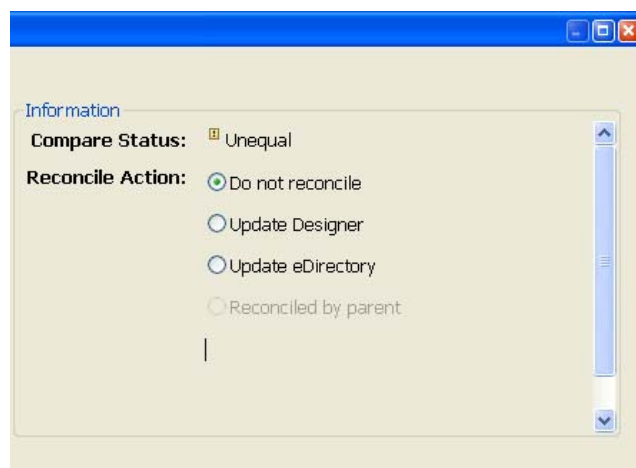 Information
Compare Status: Unequal
Reconcile Action: Do not reconcile
Update Designer
Update eDirectory
Reconciled by parent